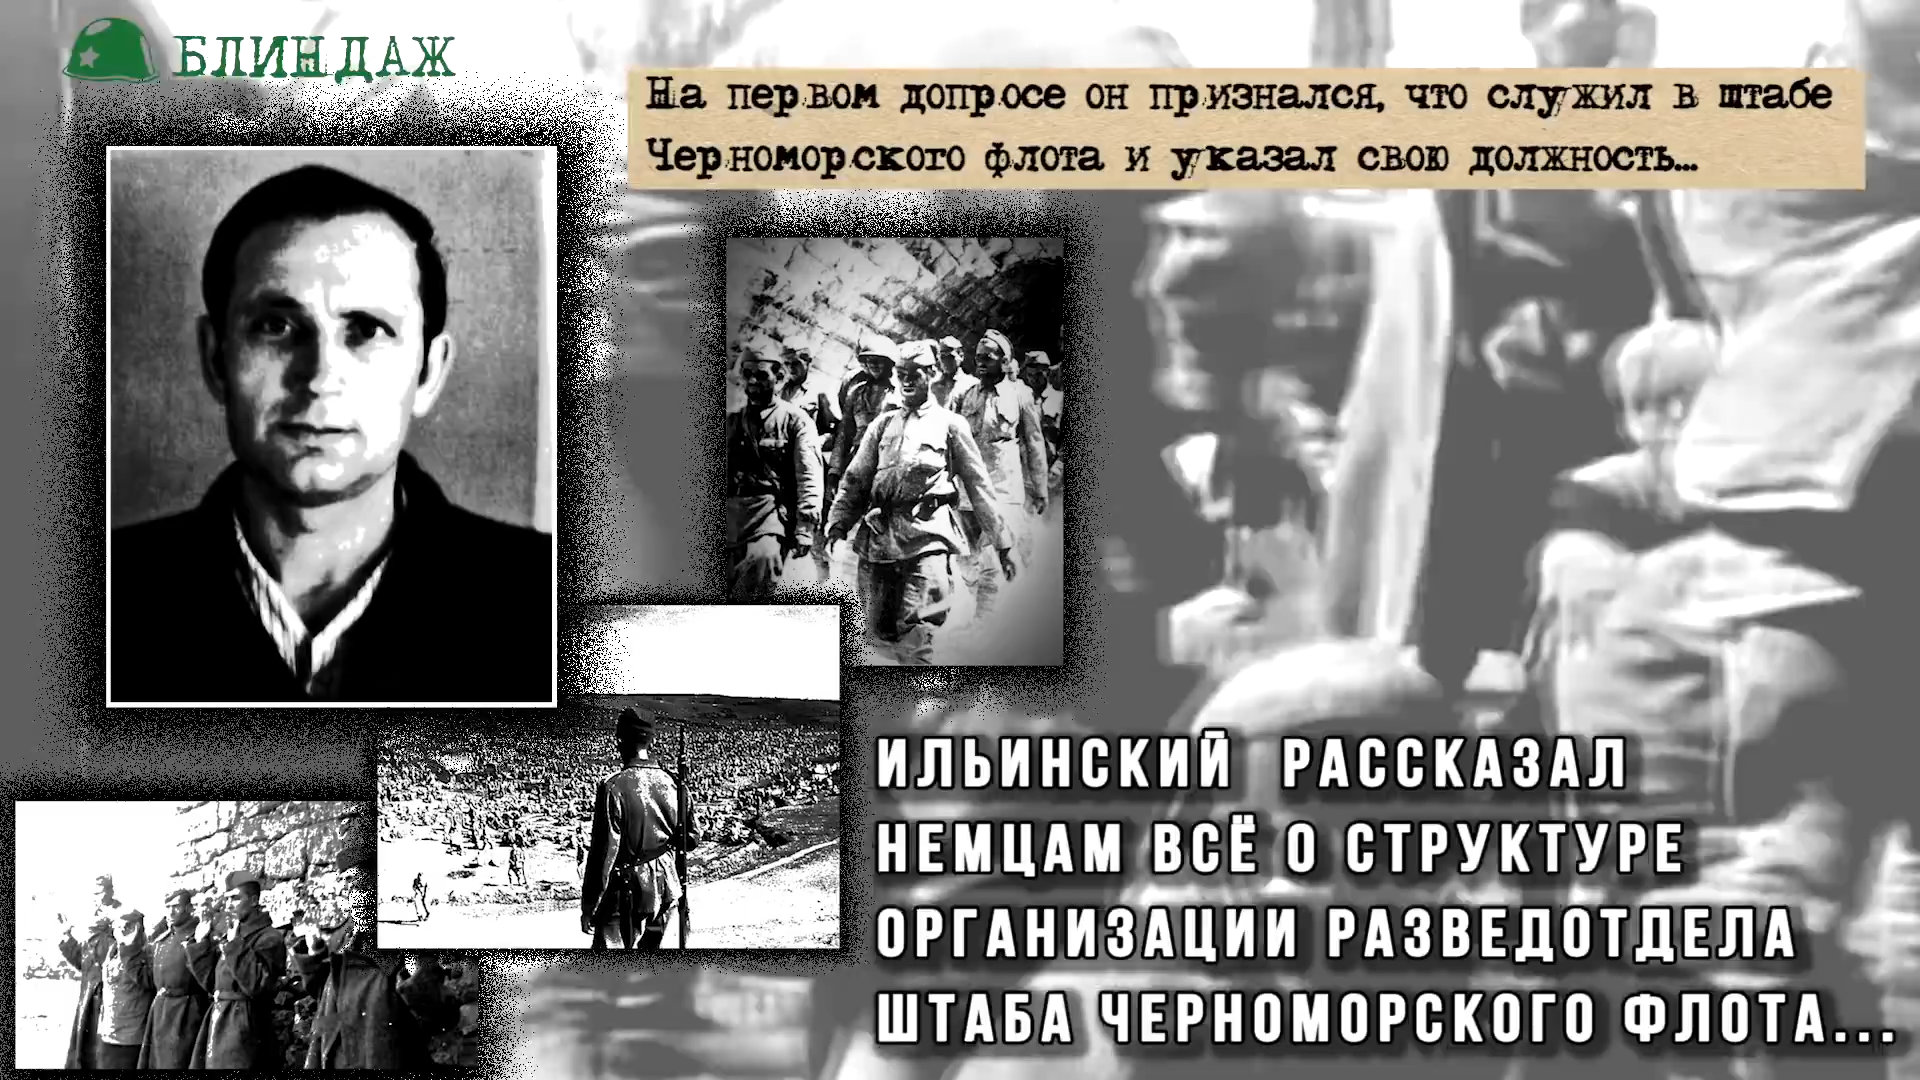 БЛИНДАЖ
На первом допросе он признался, что служил в штабе
Черноморского флота и указал свою должность...
ИЛЬИНСКИЙ РАССКАЗАЛ
НЕМЦАМ ВСЁ О СТРУКТУРЕ
ОРГАНИЗАЦИИ РАЗВЕДОТДЕЛА
ШТАБА ЧЕРНОМОРСКОГО ФЛОТА...